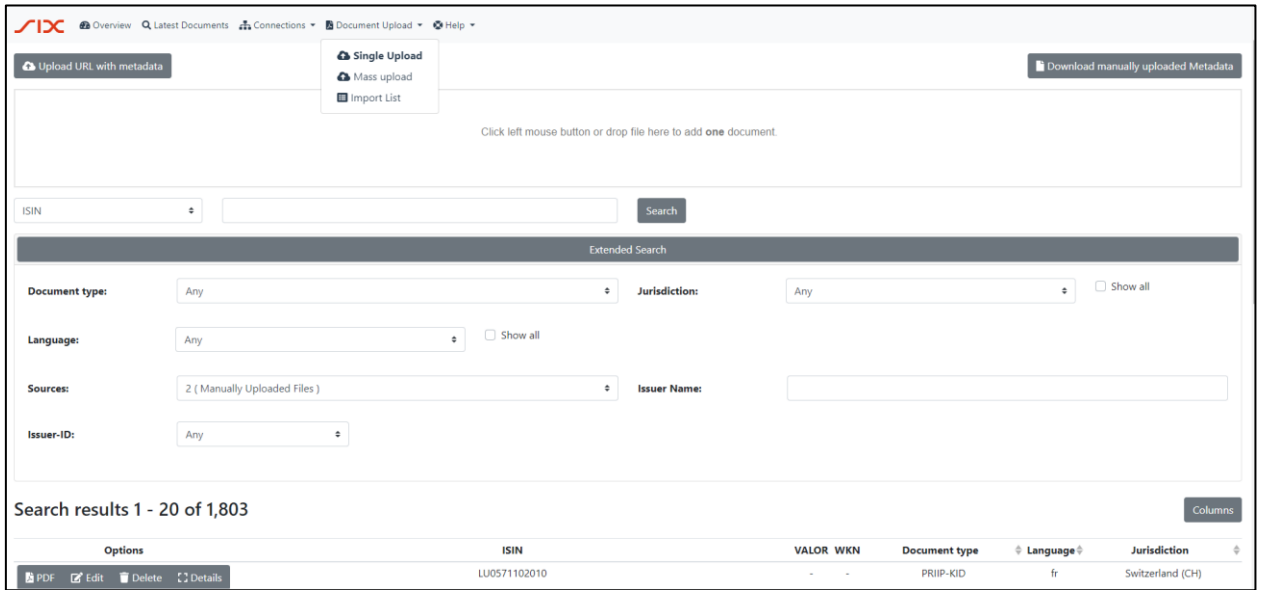 SIX Overview Latest Documents Connections Document Upload Help
Single Upload
Mass upload
Import List
Upload URL with metadata
Download manually uploaded Metadata
Click left mouse button or drop file here to add one document.
ISIN Search
Extended Search
Document type: Any Jurisdiction: Any Show all
Language: Any Show all
Sources: 2 ( Manually Uploaded Files ) Issuer Name:
Issuer-ID: Any
Search results 1 - 20 of 1,803 Columns
Options ISIN VALOR WKN Document type Language Jurisdiction
PDF Edit Delete Details LU0571102010 - - PRIIP-KID fr Switzerland (CH)